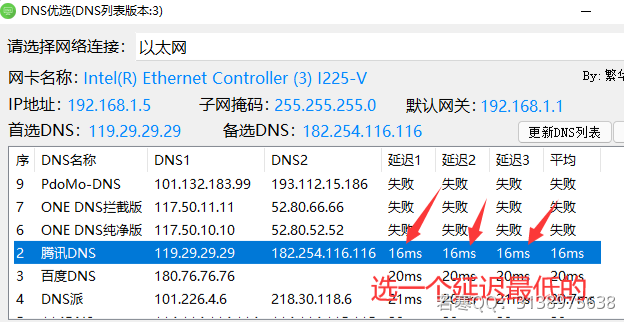 DNS优选(DNS列表版本:3)
请选择网络连接: 以太网
网卡名称: Intel(R) Ethernet Controller (3) I225-V
By: 繁华
IP地址: 192.168.1.5 子网掩码: 255.255.255.0 默认网关: 192.168.1.1
首选DNS: 119.29.29.29 备选DNS: 182.254.116.116 更新DNS列表
序 DNS名称 DNS1 DNS2 延迟1 延迟2 延迟3 平均
9 PdoMo-DNS 101.132.183.99 193.112.15.186 失败 失败 失败 失败
7 ONE DNS拦截版 117.50.11.11 52.80.66.66 失败 失败 失败 失败
6 ONE DNS纯净版 117.50.10.10 52.80.52.52 失败 失败 失败 失败
2 腾讯DNS 119.29.29.29 182.254.116.116 16ms 16ms 16ms 16ms
3 百度DNS 180.76.76.76 20ms 20ms 20ms 20ms
选一个延迟最低的
4 DNS派 101.226.4.6 218.30.118.6 21ms 21ms 20.7ms